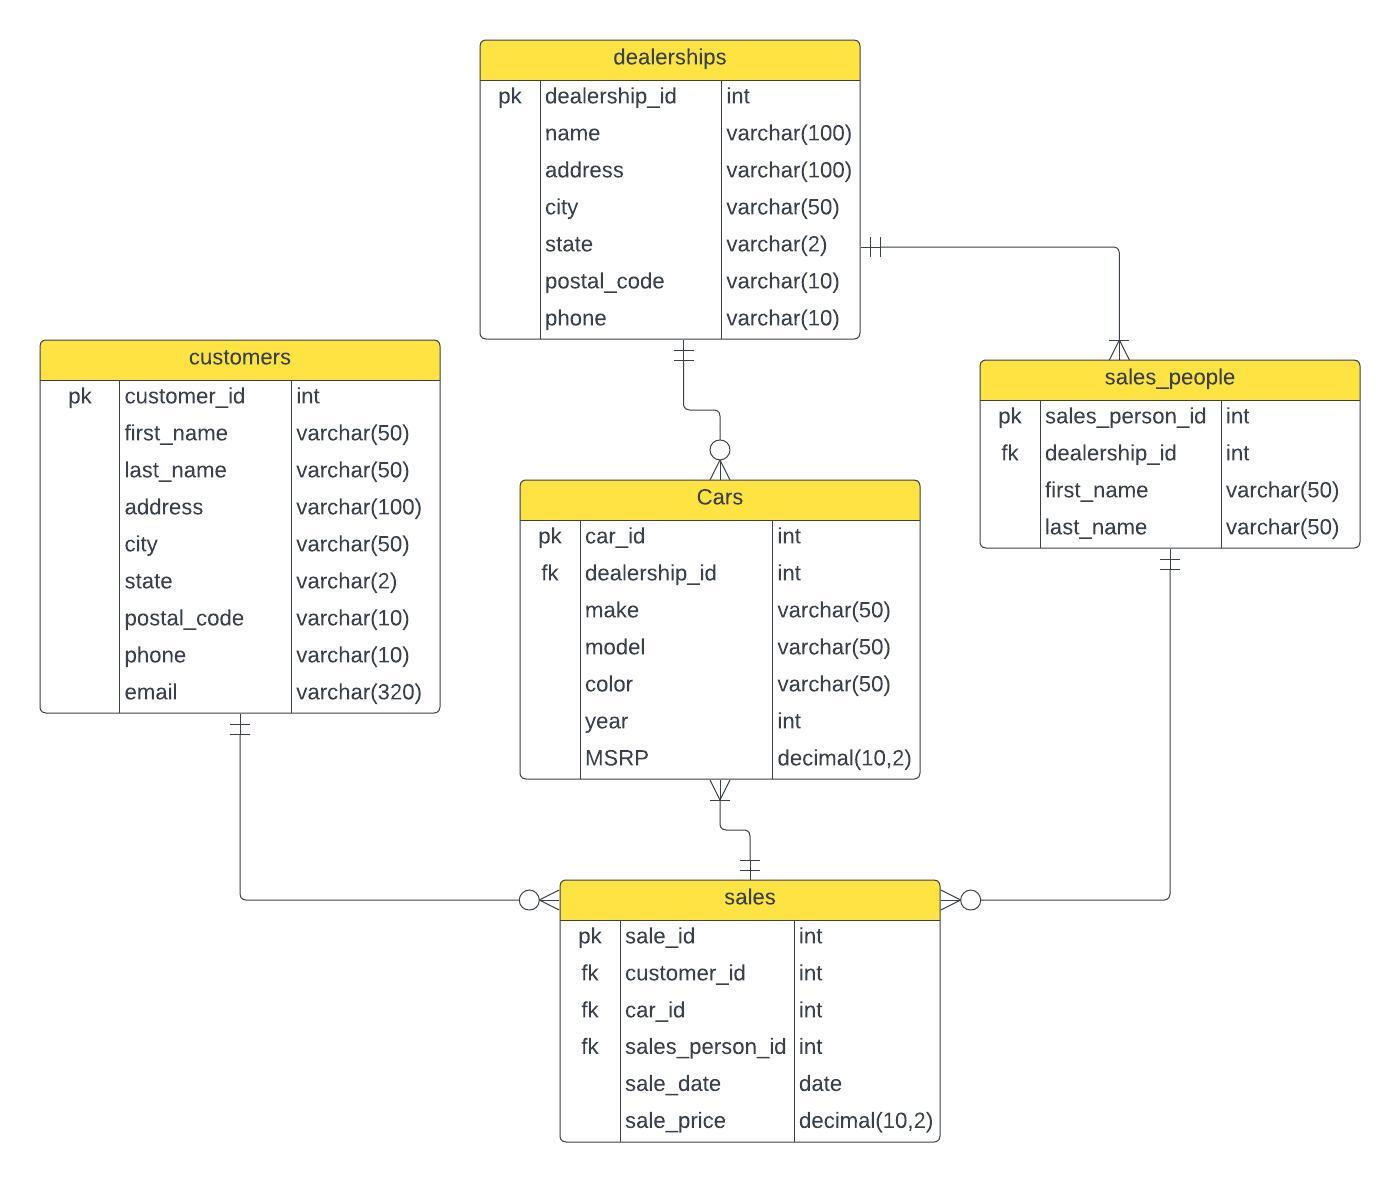 dealerships
pk dealership_id int
name varchar(100)
address varchar(100)
city varchar(50)
state varchar(2)
postal_code varchar(10)
phone varchar(10)
customers
pk customer_id int
first_name varchar(50)
last_name varchar(50)
address varchar(100)
city varchar(50)
state varchar(2)
postal_code varchar(10)
phone varchar(10)
email varchar(320)
sales_people
pk sales_person_id int
fk dealership_id int
first_name varchar(50)
last_name varchar(50)
Cars
pk car_id int
fk dealership_id int
make varchar(50)
model varchar(50)
color varchar(50)
year int
MSRP decimal(10,2)
sales
pk sale_id int
fk customer_id int
fk car_id int
fk sales_person_id int
sale_date date
sale_price decimal(10,2)